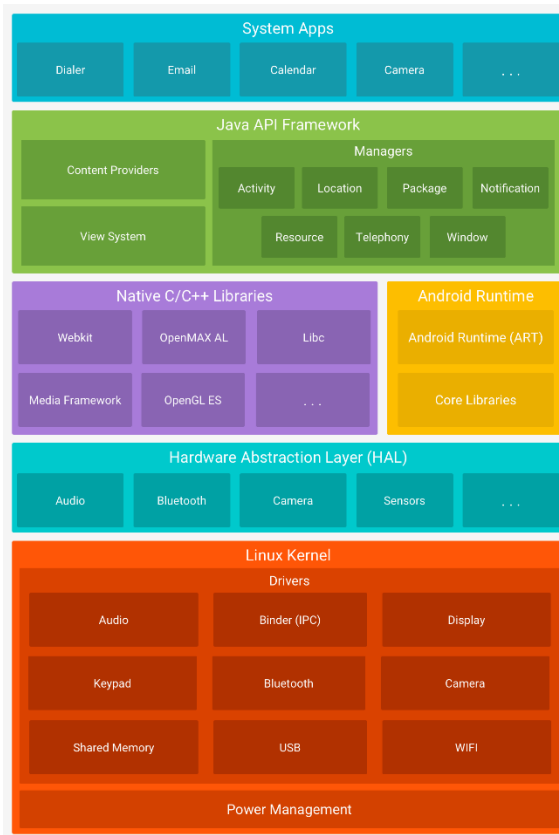 System Apps
Dialer
Email
Calendar
Camera
. . .
Java API Framework
Content Providers
View System
Managers
Activity
Location
Package
Notification
Resource
Telephony
Window
Native C/C++ Libraries
Webkit
OpenMAX AL
Libc
Media Framework
OpenGL ES
. . .
Android Runtime
Android Runtime (ART)
Core Libraries
Hardware Abstraction Layer (HAL)
Audio
Bluetooth
Camera
Sensors
. . .
Linux Kernel
Drivers
Audio
Binder (IPC)
Display
Keypad
Bluetooth
Camera
Shared Memory
USB
WIFI
Power Management